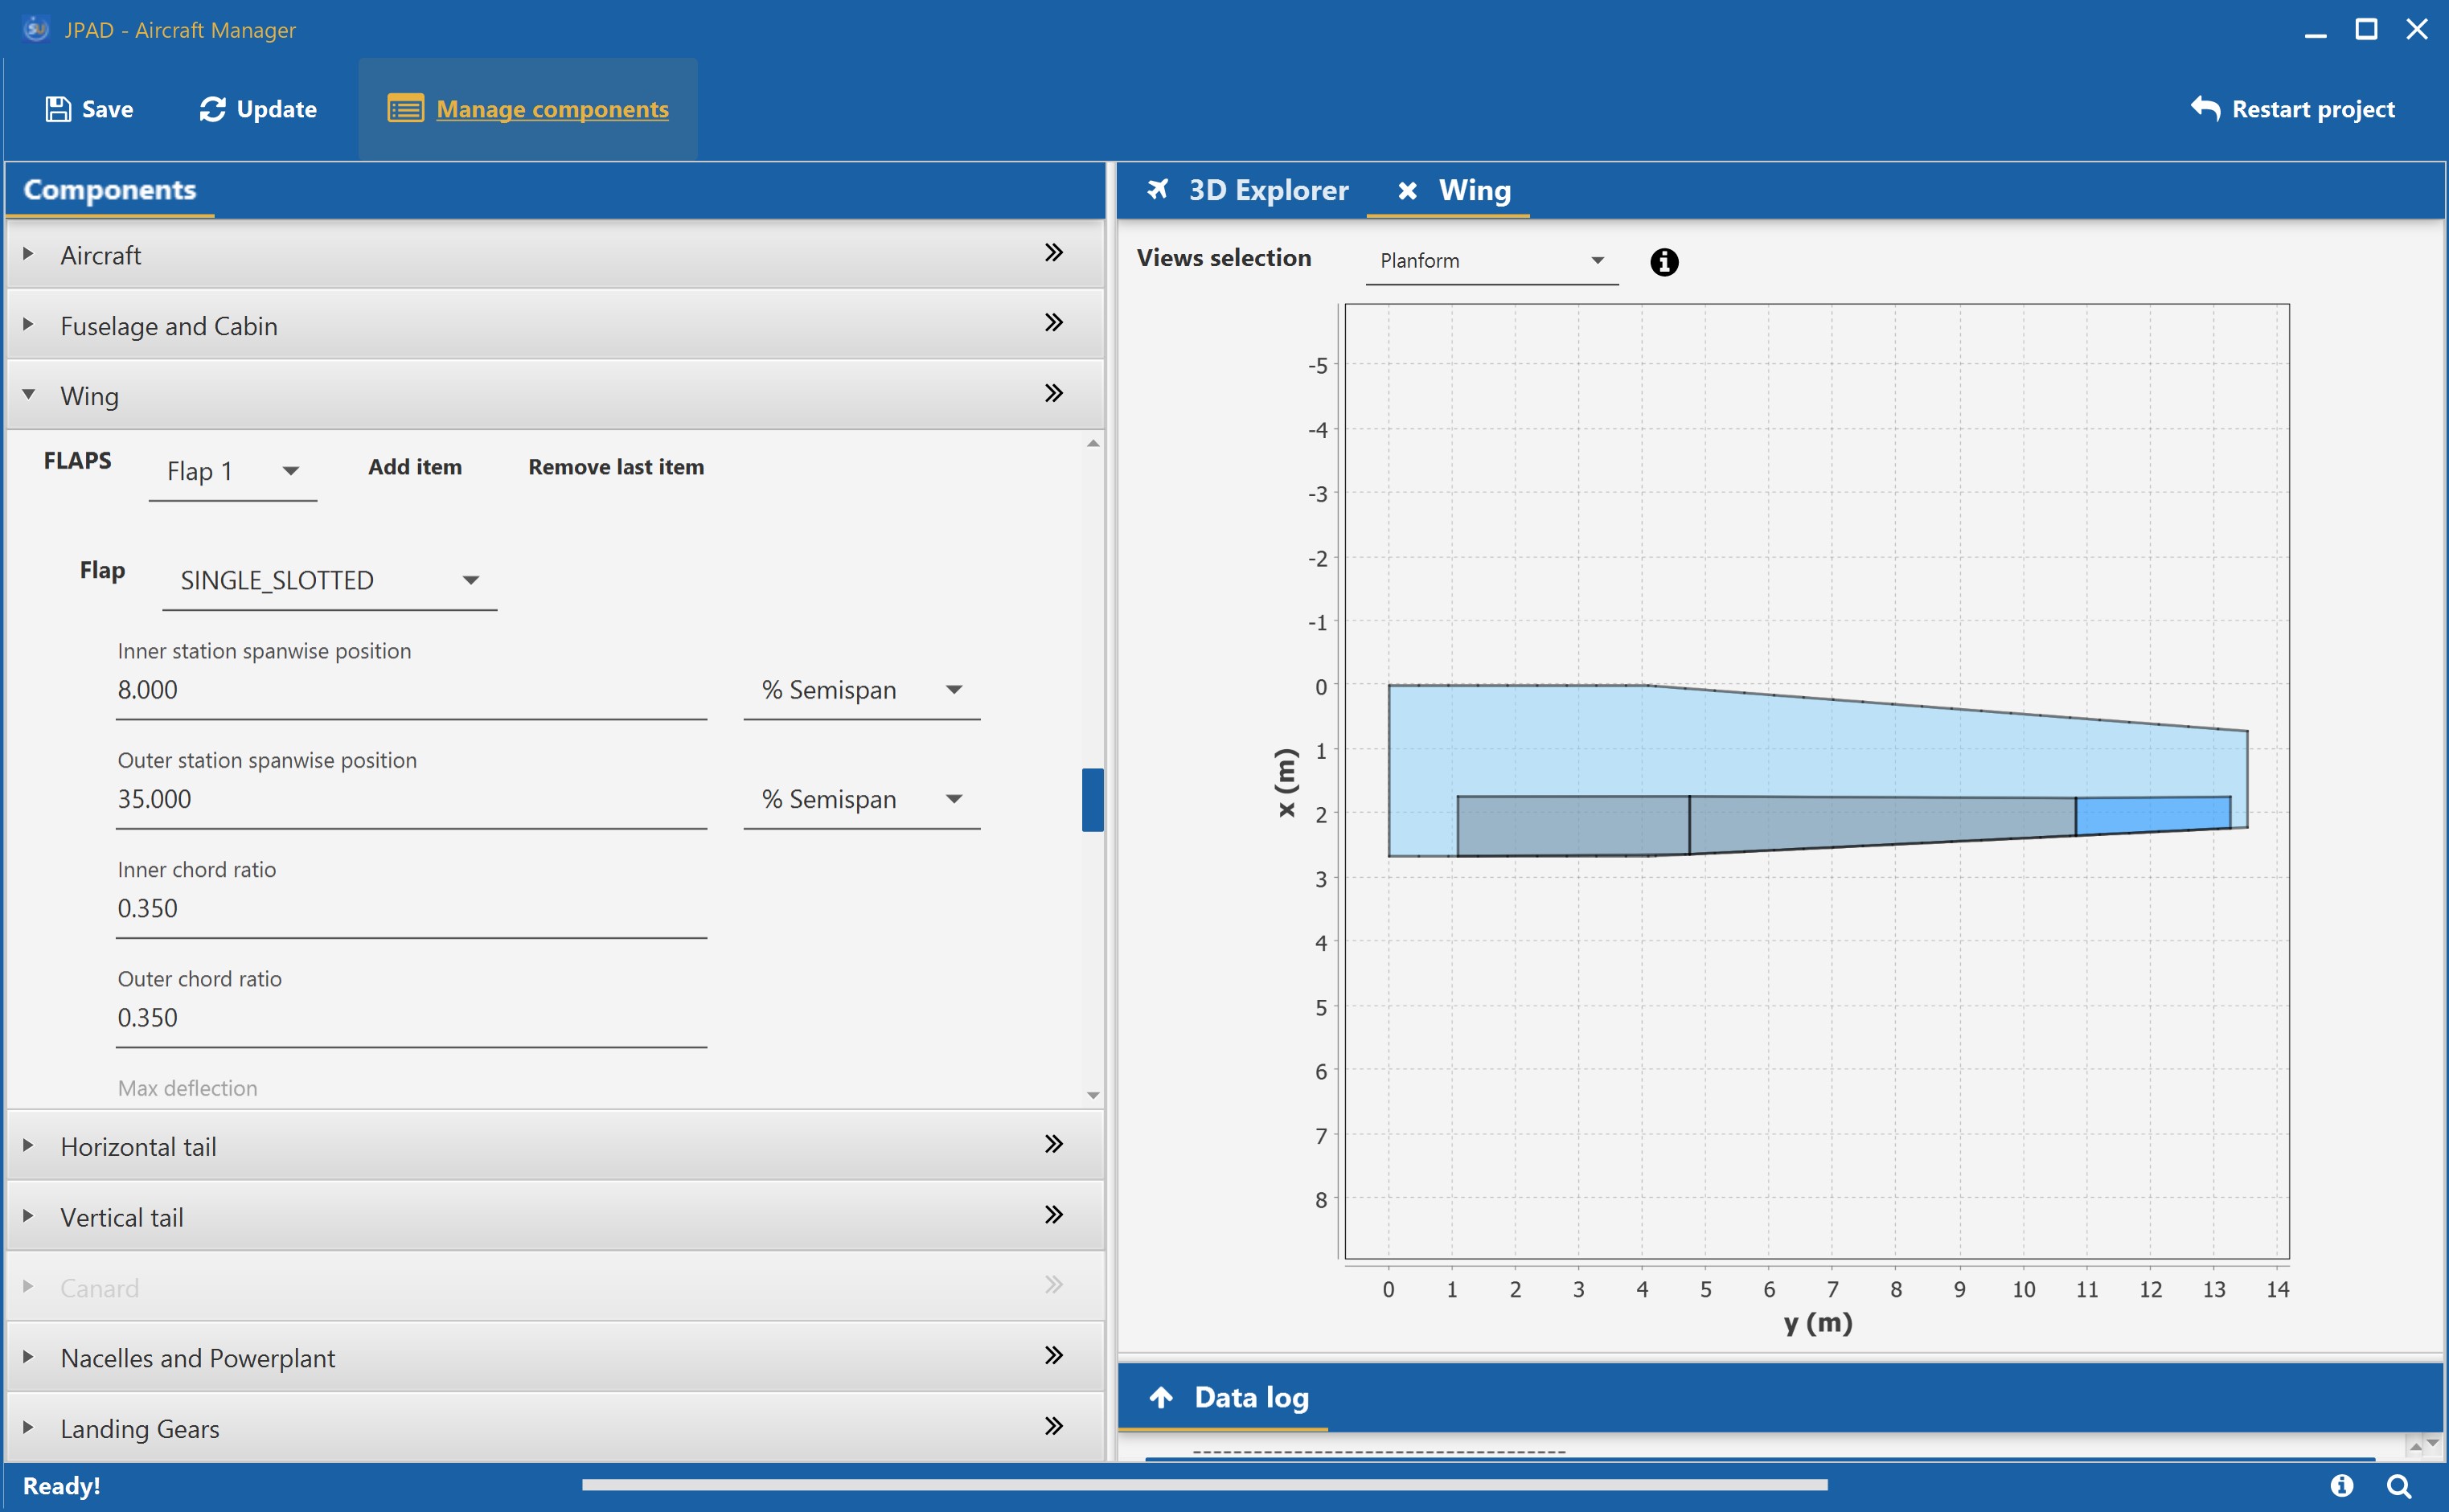 JPAD - Aircraft Manager
Save Update Manage components Restart project
Components
Aircraft
Fuselage and Cabin
Wing
FLAPS Flap 1 Add item Remove last item
Flap SINGLE_SLOTTED
Inner station spanwise position
8.000 % Semispan
Outer station spanwise position
35.000 % Semispan
Inner chord ratio
0.350
Outer chord ratio
0.350
Max deflection
Horizontal tail
Vertical tail
Canard
Nacelles and Powerplant
Landing Gears
3D Explorer Wing
Views selection Planform
-5
-4
-3
-2
-1
0
1
2
3
4
5
6
7
8
x (m)
0 1 2 3 4 5 6 7 8 9 10 11 12 13 14
y (m)
Data log
--------------------------------
Ready!